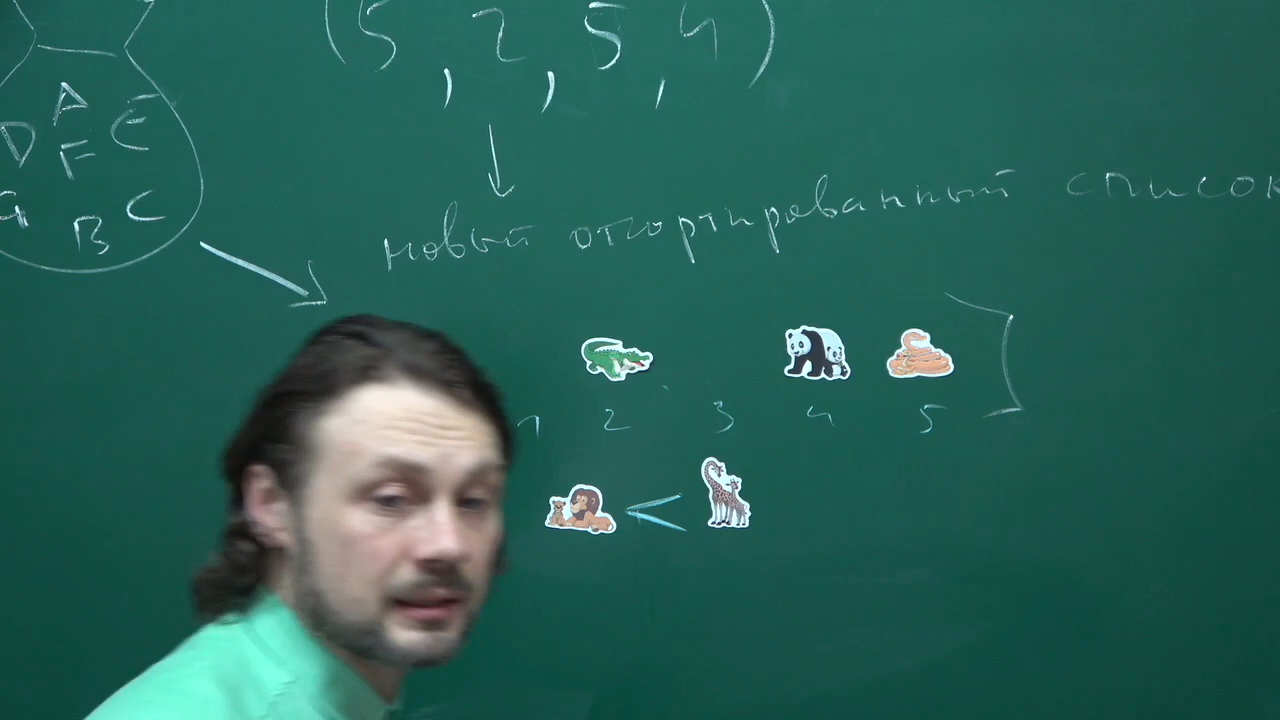 (5, 2, 5, 4)
A
D E
F
G C
B
новый отсортированный список
1 2 3 4 5
<